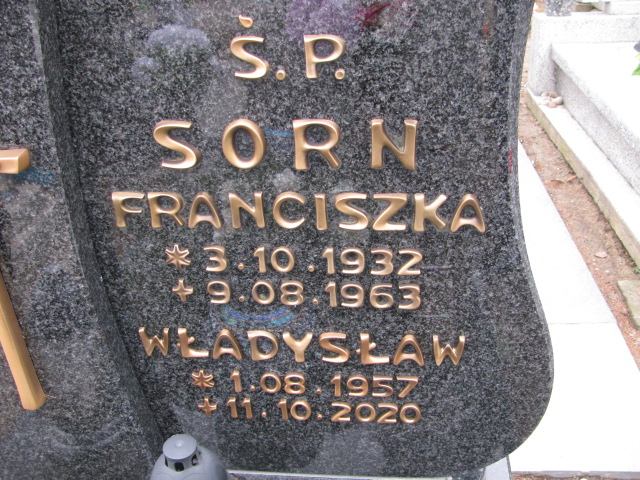 Ś.P.
SORN
FRANCISZKA
* 3.10.1932
+ 9.08.1963
WŁADYSŁAW
* 1.08.1957
+ 11.10.2020